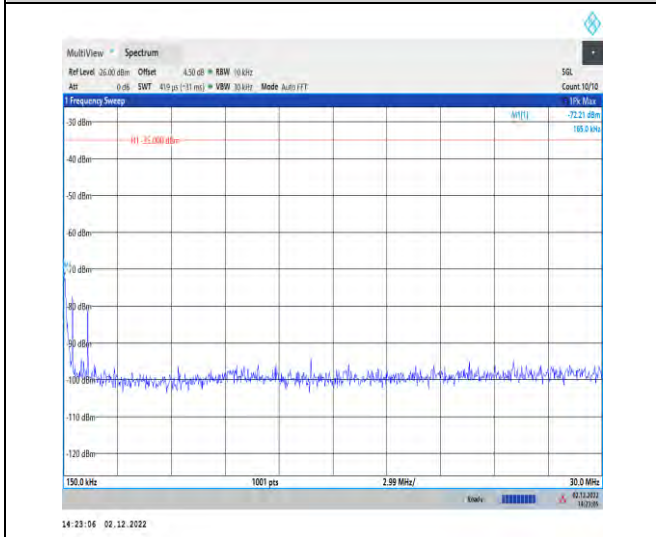 MultiView Spectrum
Ref Level -26.00 dBm Offset 4.50 dB RBW 10 kHz SGL
Att 0 dB SWT 419 µs (~31 ms) VBW 30 kHz Mode Auto FFT Count 10/10
1 Frequency Sweep 1Pk Max
M1[1] -72.21 dBm
165.0 kHz
-30 dBm
H1 -35.000 dBm
-40 dBm
-50 dBm
-60 dBm
-70 dBm
-80 dBm
-90 dBm
-100 dBm
-110 dBm
-120 dBm
150.0 kHz 1001 pts 2.99 MHz/ 30.0 MHz
Ready 02.12.2022
14:23:05
14:23:06 02.12.2022